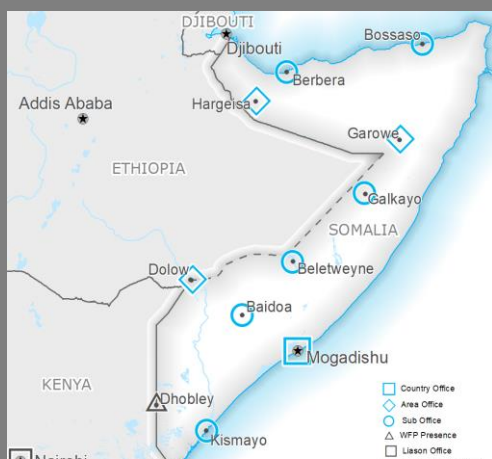 DJIBOUTI
Djibouti
Bossaso
Berbera
Addis Ababa
Hargeisa
Garowe
ETHIOPIA
Galkayo
SOMALIA
Dolow
Beletweyne
Baidoa
Mogadishu
KENYA
Dhobley
Kismayo
Country Office
Area Office
Sub Office
WFP Presence
Liason Office
Nairobi